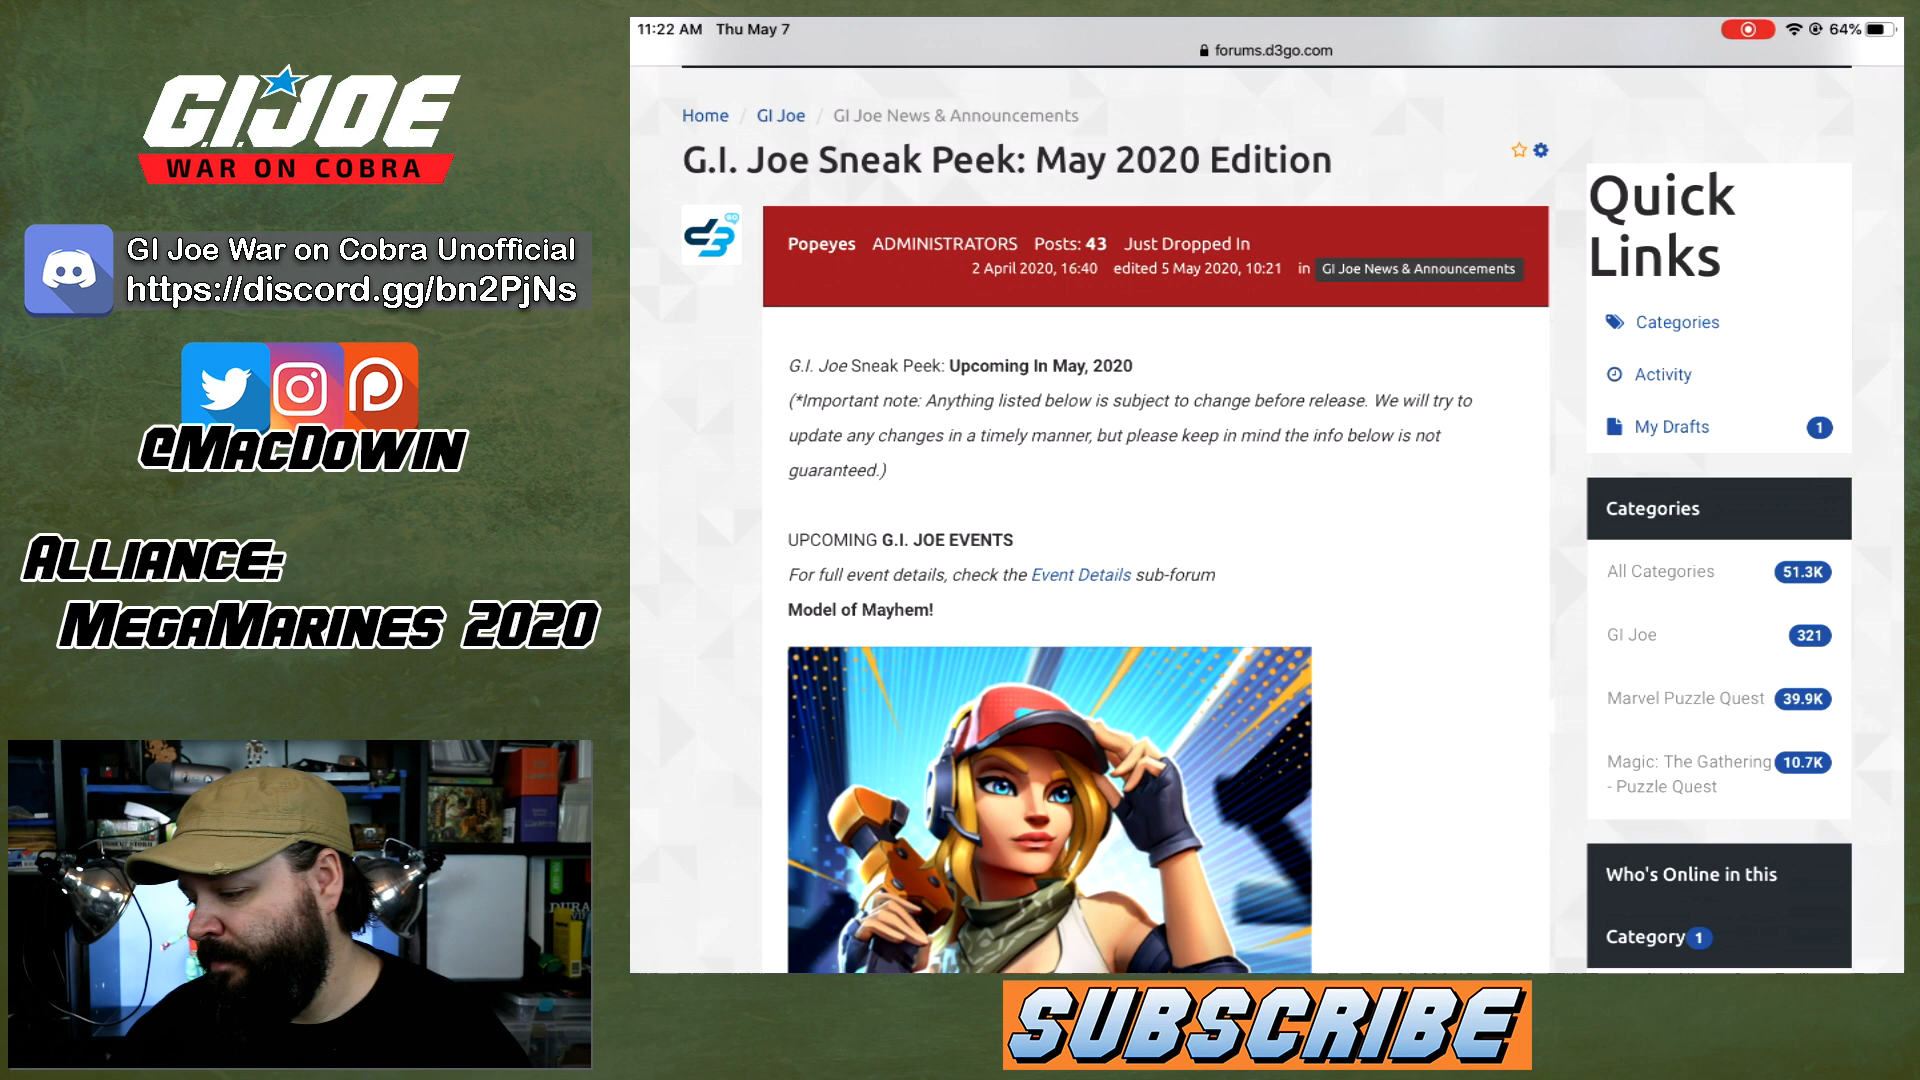 G.I. JOE
WAR ON COBRA
GI Joe War on Cobra Unofficial
https://discord.gg/bn2PjNs
@MacDoWin
Alliance:
MegaMarines 2020
11:22 AM Thu May 7
64%
forums.d3go.com
Home / GI Joe / GI Joe News & Announcements
G.I. Joe Sneak Peek: May 2020 Edition
d3 GO
Popeyes ADMINISTRATORS Posts: 43 Just Dropped In
2 April 2020, 16:40 edited 5 May 2020, 10:21 in GI Joe News & Announcements
G.I. Joe Sneak Peek: Upcoming In May, 2020
(*Important note: Anything listed below is subject to change before release. We will try to
update any changes in a timely manner, but please keep in mind the info below is not
guaranteed.)
UPCOMING G.I. JOE EVENTS
For full event details, check the Event Details sub-forum
Model of Mayhem!
Quick
Links
Categories
Activity
My Drafts 1
Categories
All Categories 51.3K
GI Joe 321
Marvel Puzzle Quest 39.9K
Magic: The Gathering 10.7K
- Puzzle Quest
Who's Online in this
Category 1
SUBSCRIBE